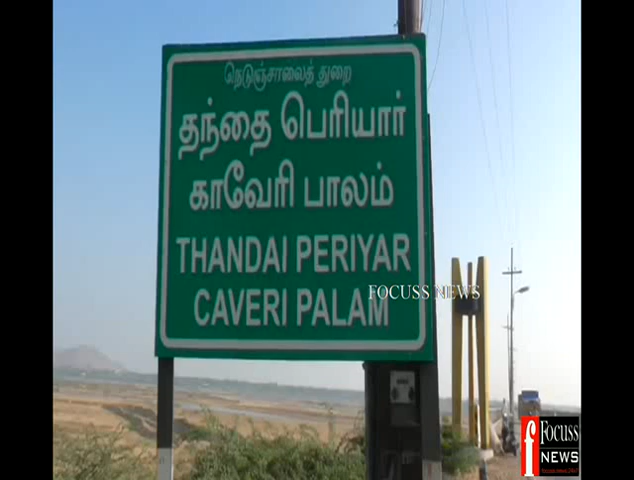 நெடுஞ்சாலைத் துறை
தந்தை பெரியார்
காவேரி பாலம்
THANDAI PERIYAR
CAVERI PALAM
FOCUSS NEWS
f Focuss
NEWS